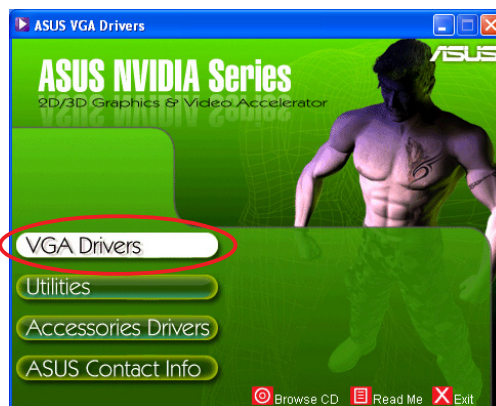 ASUS VGA Drivers
ASUS
ASUS NVIDIA Series
2D/3D Graphics & Video Accelerator
VGA Drivers
Utilities
Accessories Drivers
ASUS Contact Info
Browse CD Read Me Exit